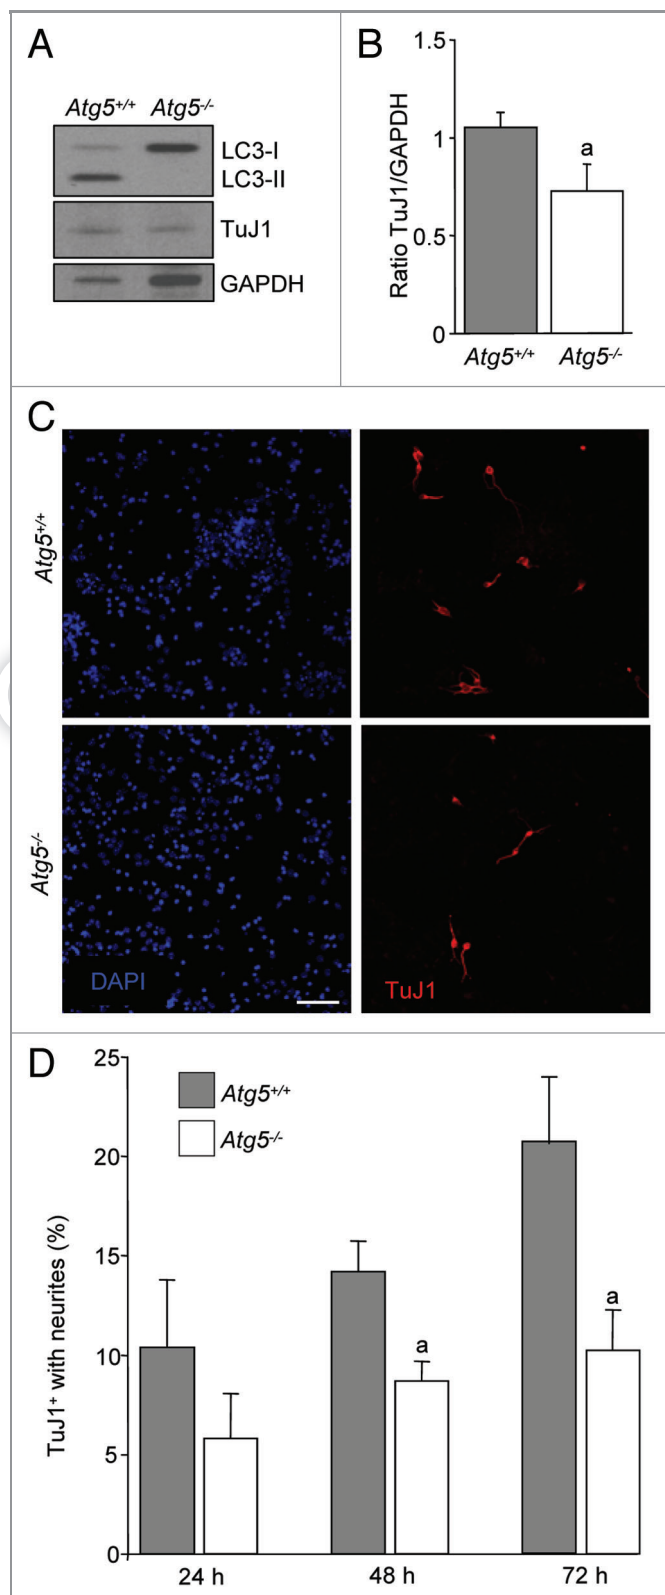 A
Atg5+/+ Atg5-/-
LC3-I
LC3-II
TuJ1
GAPDH
B
Ratio TuJ1/GAPDH
1.5
1
0.5
0
a
Atg5+/+ Atg5-/-
C
Atg5+/+
Atg5-/-
DAPI
TuJ1
D
TuJ1+ with neurites (%)
25
20
15
10
5
0
Atg5+/+
Atg5-/-
a
a
24 h 48 h 72 h